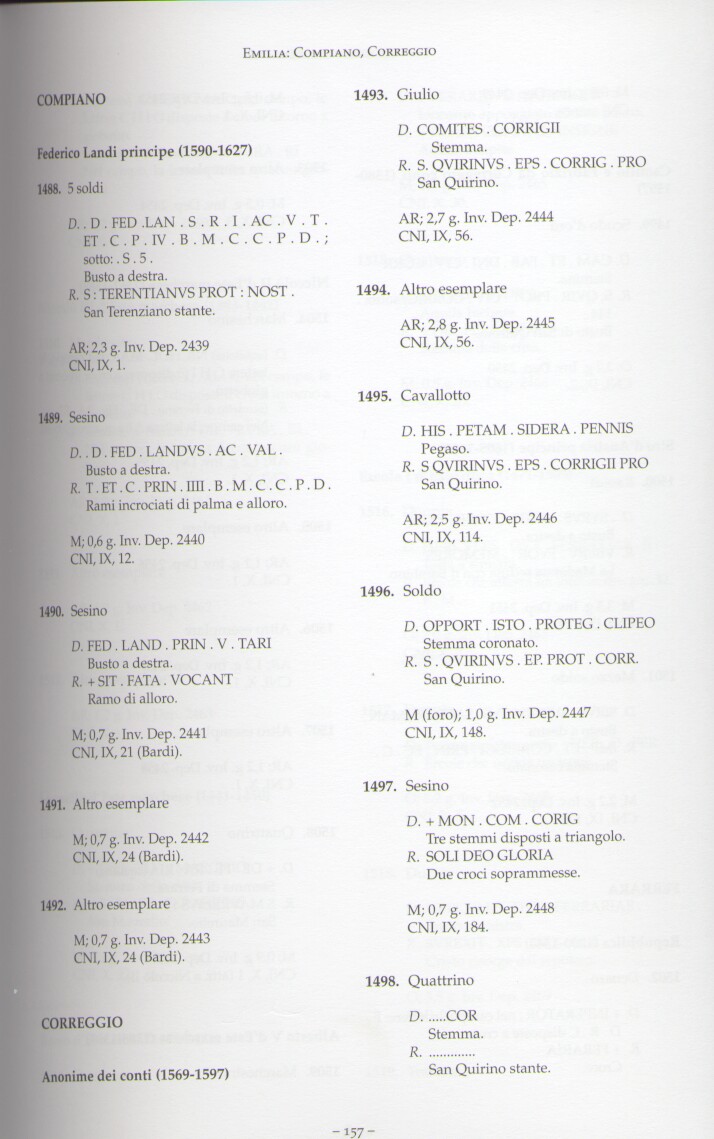 EMILIA: COMPIANO, CORREGGIO
COMPIANO
Federico Landi principe (1590-1627)
1488. 5 soldi
D. . D . FED .LAN . S . R . I . AC . V . T .
ET . C . P . IV . B . M . C . C . P . D . ;
sotto: . S . 5 .
Busto a destra.
R. S : TERENTIANVS PROT : NOST .
San Terenziano stante.
AR; 2,3 g. Inv. Dep. 2439
CNI, IX, 1.
1489. Sesino
D. . D . FED . LANDVS . AC . VAL .
Busto a destra.
R. T . ET . C . PRIN . IIII . B . M . C . C . P . D .
Rami incrociati di palma e alloro.
M; 0,6 g. Inv. Dep. 2440
CNI, IX, 12.
1490. Sesino
D. FED . LAND . PRIN . V . TARI
Busto a destra.
R. + SIT . FATA . VOCANT
Ramo di alloro.
M; 0,7 g. Inv. Dep. 2441
CNI, IX, 21 (Bardi).
1491. Altro esemplare
M; 0,7 g. Inv. Dep. 2442
CNI, IX, 24 (Bardi).
1492. Altro esemplare
M; 0,7 g. Inv. Dep. 2443
CNI, IX, 24 (Bardi).
CORREGGIO
Anonime dei conti (1569-1597)
1493. Giulio
D. COMITES . CORRIGII
Stemma.
R. S. QVIRINVS . EPS . CORRIG . PRO
San Quirino.
AR; 2,7 g. Inv. Dep. 2444
CNI, IX, 56.
1494. Altro esemplare
AR; 2,8 g. Inv. Dep. 2445
CNI, IX, 56.
1495. Cavallotto
D. HIS . PETAM . SIDERA . PENNIS
Pegaso.
R. S QVIRINVS . EPS . CORRIGII PRO
San Quirino.
AR; 2,5 g. Inv. Dep. 2446
CNI, IX, 114.
1496. Soldo
D. OPPORT . ISTO . PROTEG . CLIPEO
Stemma coronato.
R. S . QVIRINVS . EP. PROT . CORR.
San Quirino.
M (foro); 1,0 g. Inv. Dep. 2447
CNI, IX, 148.
1497. Sesino
D. + MON . COM . CORIG
Tre stemmi disposti a triangolo.
R. SOLI DEO GLORIA
Due croci soprammesse.
M; 0,7 g. Inv. Dep. 2448
CNI, IX, 184.
1498. Quattrino
D. .....COR
Stemma.
R. .............
San Quirino stante.
– 157 –